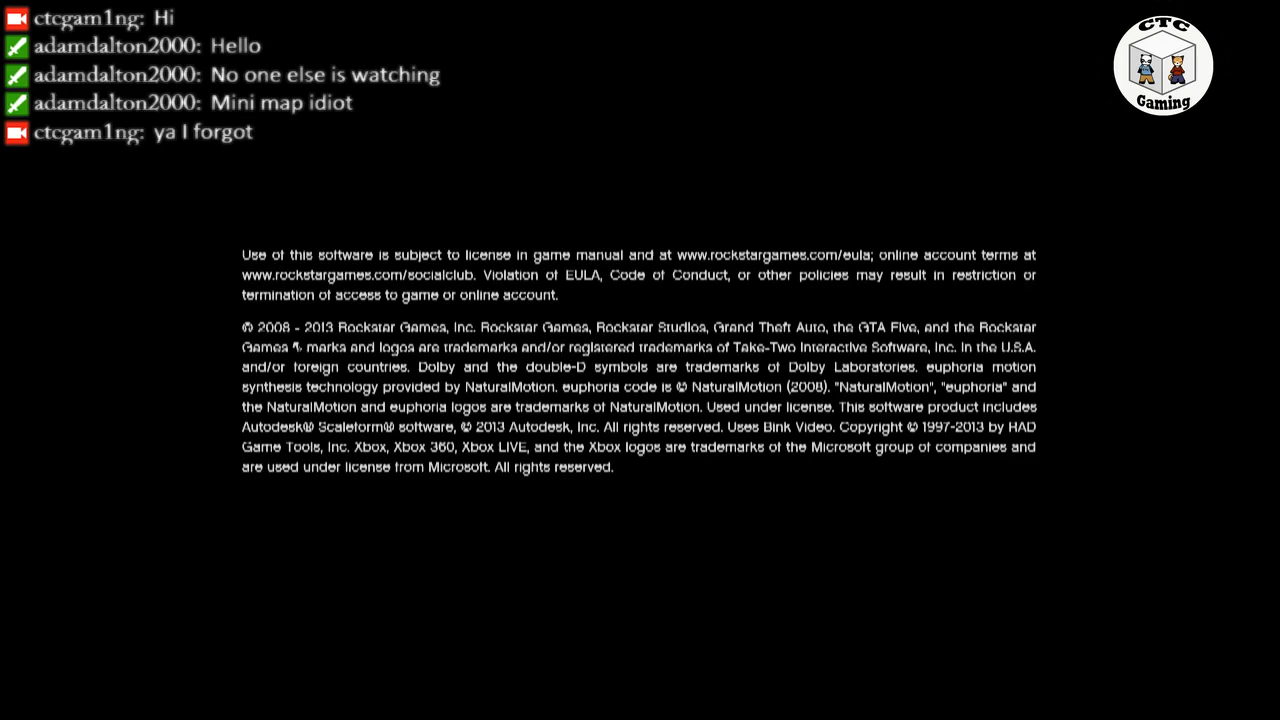 ctcgam1ng: Hi
adamdalton2000: Hello
adamdalton2000: No one else is watching
adamdalton2000: Mini map idiot
ctcgam1ng: ya I forgot
CTC
Gaming
Use of this software is subject to license in game manual and at www.rockstargames.com/eula; online account terms at
www.rockstargames.com/socialclub. Violation of EULA, Code of Conduct, or other policies may result in restriction or
termination of access to game or online account.
© 2008 - 2013 Rockstar Games, Inc. Rockstar Games, Rockstar Studios, Grand Theft Auto, the GTA Five, and the Rockstar
Games marks and logos are trademarks and/or registered trademarks of Take-Two Interactive Software, Inc. in the U.S.A.
and/or foreign countries. Dolby and the double-D symbols are trademarks of Dolby Laboratories. euphoria motion
synthesis technology provided by NaturalMotion. euphoria code is © NaturalMotion (2008). "NaturalMotion", "euphoria" and
the NaturalMotion and euphoria logos are trademarks of NaturalMotion. Used under license. This software product includes
Autodesk® Scaleform® software, © 2013 Autodesk, Inc. All rights reserved. Uses Bink Video. Copyright © 1997-2013 by RAD
Game Tools, Inc. Xbox, Xbox 360, Xbox LIVE, and the Xbox logos are trademarks of the Microsoft group of companies and
are used under license from Microsoft. All rights reserved.